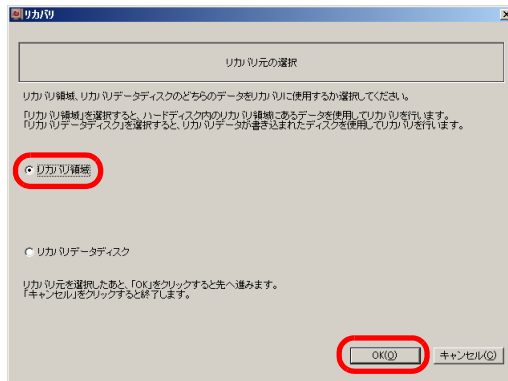 リカバリ
リカバリ元の選択
リカバリ領域、リカバリデータディスクのどちらのデータをリカバリに使用するか選択してください。
「リカバリ領域」を選択すると、ハードディスク内のリカバリ領域にあるデータを使用してリカバリを行います。
「リカバリデータディスク」を選択すると、リカバリデータが書き込まれたディスクを使用してリカバリを行います。
リカバリ領域
リカバリデータディスク
リカバリ元を選択したあと、「OK」をクリックすると先へ進みます。
「キャンセル」をクリックすると終了します。
OK(O) キャンセル(C)